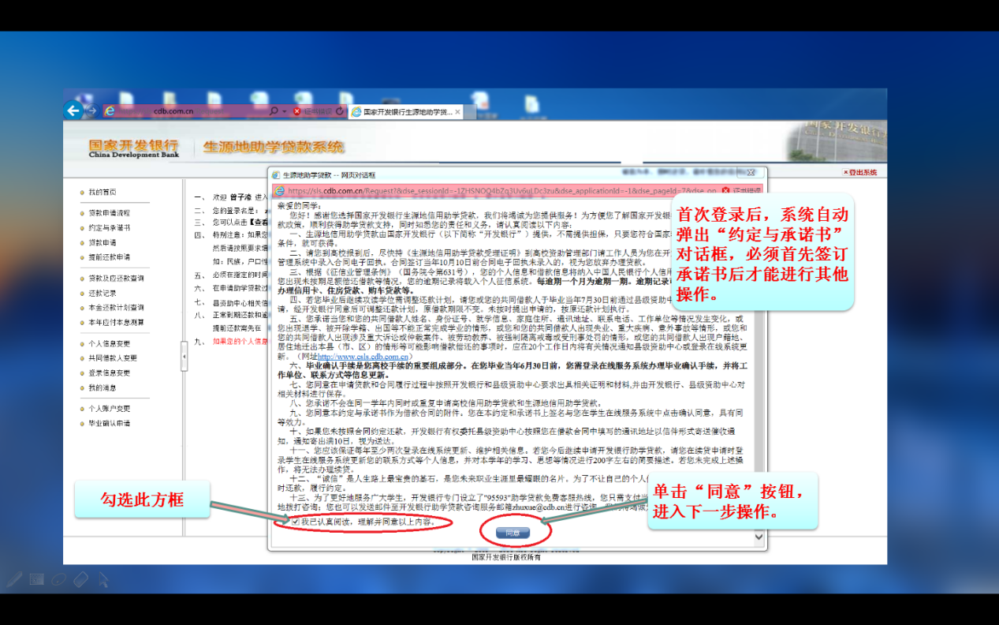 cdb.com.cn
证书错误
国家开发银行生源地助学贷...
国家开发银行
China Development Bank
生源地助学贷款系统
登出系统
我的首页
贷款申请流程
约定与承诺书
贷款申请
提前还款申请
贷款及应还款查询
还款记录
本金还款计划查询
本年应付本息测算
个人信息变更
共同借款人变更
登录信息变更
我的消息
个人账户变更
毕业确认申请
一、 欢迎 曾子凑 进入
二、 您的登录名是:
三、 您可以点击【查看
四、 特别注意:如果您
然后请按照要求填
如:民族,户口性
五、 必须在指定的时间
六、 在申请助学贷款过
七、 县资助中心相关信
八、 正常到期还款和逾
提前还款需先在
九、 如果您的个人信息
生源地助学贷款 -- 网页对话框
https://sls.cdb.com.cn/Request?&dse_sessionId=-1ZHSNOQ4bZq3Uv6uLDc3zu&dse_applicationId=-1&dse_pageId=7&dse_op 证书错误
亲爱的同学:
您好!感谢您选择国家开发银行生源地信用助学贷款,我们将竭诚为您提供服务!为方便您了解国家开发银
款政策,顺利获得助学贷款支持,同时知悉您的责任和义务,请认真阅读以下内容:
一、生源地信用助学贷款由国家开发银行(以下简称“开发银行”)提供,不需提供担保,只要您符合国家
条件,就可获得。
二、请您到高校报到后,尽快持《生源地信用助学贷款受理证明》到高校资助管理部门请工作人员为您在开
管理系统中录入合同电子回执。合同签订当年10月10日前合同电子回执未录入的,视为您放弃办理贷款。
三、根据《征信业管理条例》(国务院令第631号),您的个人信息和借款信息将纳入中国人民银行个人信用
您出现未按期足额偿还借款等情况,您的逾期记录将载入个人征信系统。每逾期一个月为逾期一期。逾期记录
办理信用卡、住房贷款、购车贷款等。
四、若您毕业后继续攻读学位需调整还款计划,请您或您的共同借款人于毕业当年7月30日前通过县级资助中
请,经开发银行同意后可调整还款计划,原借款期限不变。未按时提出申请的,按原还款计划执行。
五、您承诺当您和您的共同借款人姓名、身份证号、就学信息、家庭住所、通讯地址、联系电话、工作单位等情况发生变化,或
您出现退学、被开除学籍、出国等不能正常完成学业的情形,或您和您的共同借款人出现失业、重大疾病、意外事故等情形,或您和
您的共同借款人出现涉及重大诉讼或仲裁案件、被劳动教养、被强制隔离戒毒或受刑事处罚的情形,或您的共同借款人出现户籍地、
居住地迁出本县(市、区)的情形等可能影响借款偿还的事项时,应在20个工作日内将有关情况通知县级资助中心或登录在线系统更
新。(网址http://www.csls.cdb.com.cn)
六、毕业确认手续是您离校手续的重要组成部分。在您毕业当年6月30日前,您需登录在线服务系统办理毕业确认手续,并将工
作单位、联系方式等信息更新。
七、您同意在申请贷款和合同履行过程中按照开发银行和县级资助中心要求出具相关证明和材料,并由开发银行、县级资助中心对
相关材料进行保存。
八、您承诺不会在同一学年内同时或重复申请高校信用助学贷款和生源地信用助学贷款;
九、您同意本约定与承诺书作为借款合同的附件。您在本约定和承诺书上签名与您在学生在线服务系统中点击确认同意,具有同
等效力。
十、如果您未按照合同约定还款,开发银行有权委托县级资助中心按照您在借款合同中填写的通讯地址以信件形式寄送催收通
知,通知寄出满10日,视为送达。
十一、您应该保证每年至少两次登录在线系统更新、维护相关信息。若您今后继续申请开发银行助学贷款,请您在续贷申请时登
录学生在线服务系统更新您的联系方式等个人信息,并对本学年的学习、思想等情况进行200字左右的简要描述。若您未完成上述操
作,将无法办理续贷。
十二、“诚信”是人生路上最宝贵的基石,是您未来职业生涯里最耀眼的名片。为了不让自己的个人
时还款,履行约定。
十三、为了更好地服务广大学生,开发银行专门设立了"95593"助学贷款免费客服热线,您只需支付
地拨打咨询;您也可以发送邮件至开发银行助学贷款咨询服务邮箱zhuxue@cdb.cn进行咨询
我已认真阅读,理解并同意以上内容。
同意
国家开发银行版权所有
首次登录后,系统自动
弹出“约定与承诺书”
对话框,必须首先签订
承诺书后才能进行其他
操作。
勾选此方框
单击“同意”按钮,
进入下一步操作。